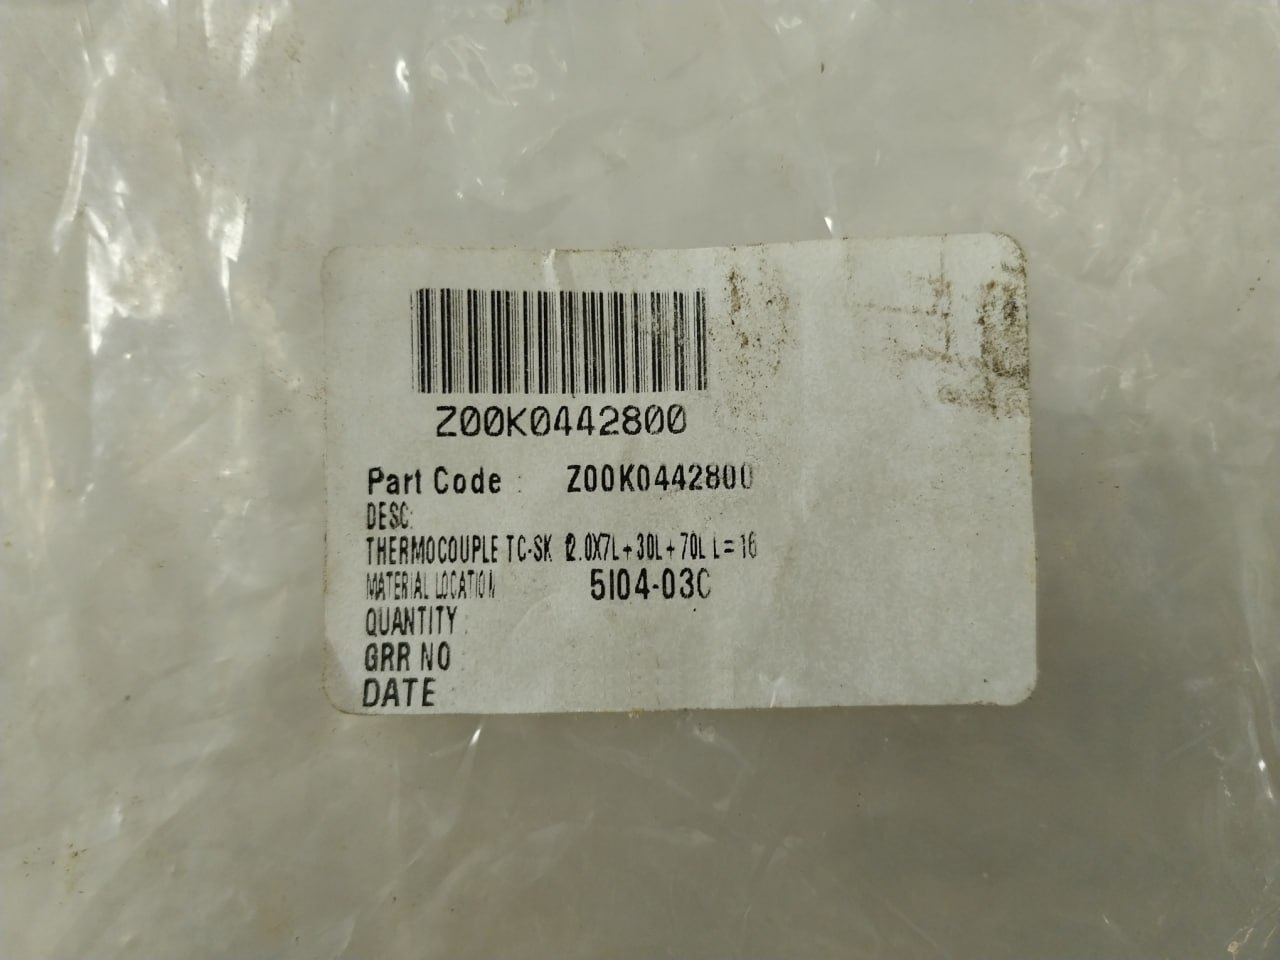 Z00K0442800
Part Code : Z00K0442800
DESC:
THERMOCOUPLE TC-SK 2.0X7L+30L+70L L=16
MATERIAL LOCATION 5I04-03C
QUANTITY :
GRR NO :
DATE :